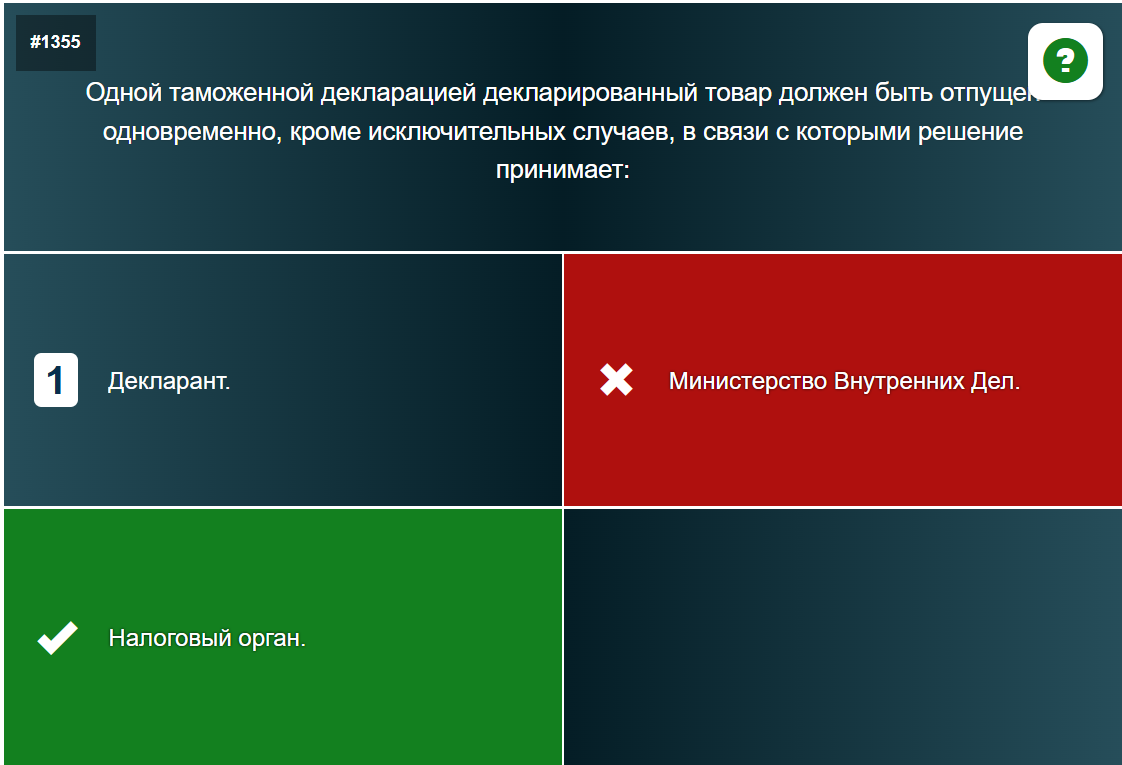 #1355
?
Одной таможенной декларацией декларированный товар должен быть отпущен
одновременно, кроме исключительных случаев, в связи с которыми решение
принимает:
1 Декларант.
Министерство Внутренних Дел.
Налоговый орган.